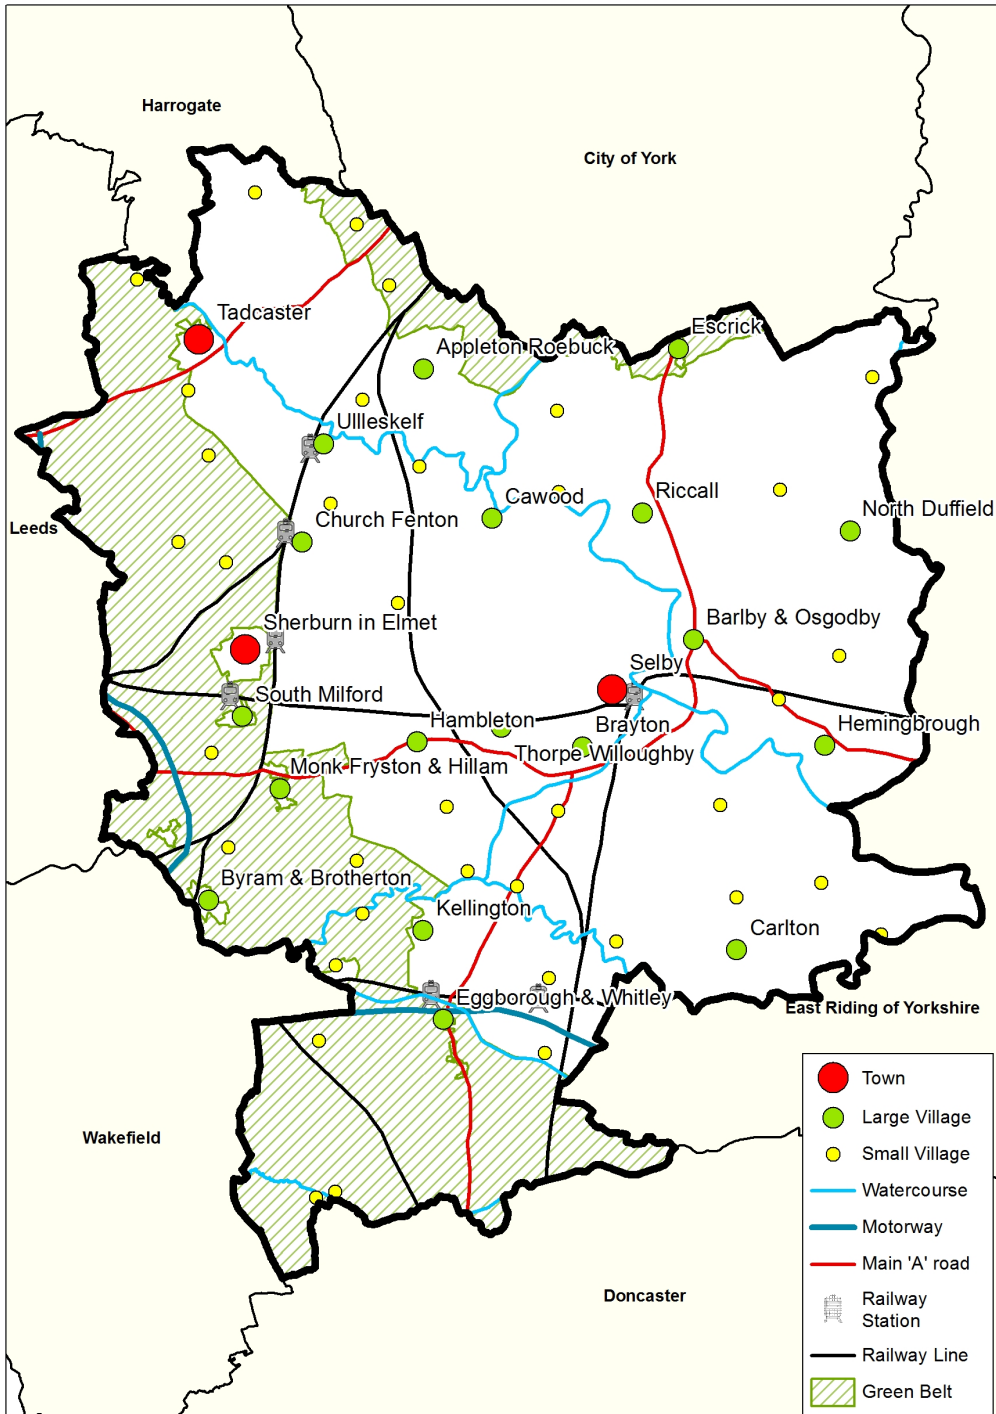 Harrogate
City of York
Tadcaster
Escrick
Appleton Roebuck
Ullleskelf
Cawood
Riccall
North Duffield
Church Fenton
Leeds
Barlby & Osgodby
Sherburn in Elmet
Selby
South Milford
Hambleton
Brayton
Hemingbrough
Thorpe Willoughby
Monk Fryston & Hillam
Byram & Brotherton
Kellington
Carlton
Eggborough & Whitley
East Riding of Yorkshire
Wakefield
Doncaster
Town
Large Village
Small Village
Watercourse
Motorway
Main 'A' road
Railway
Station
Railway Line
Green Belt